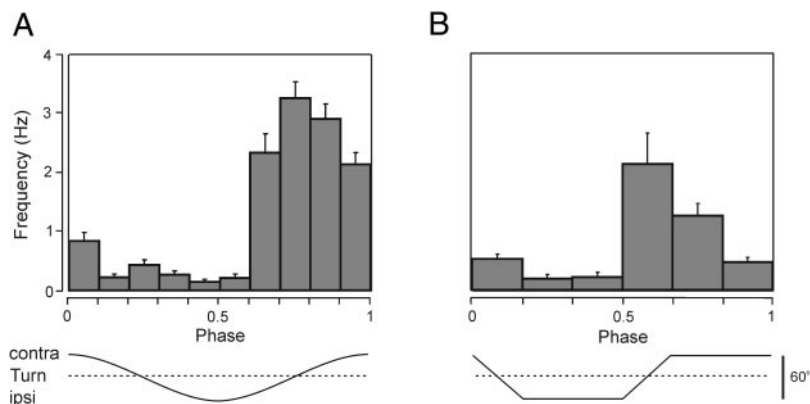 A
B
4
3
2
1
0
Frequency (Hz)
0 0.5 1
Phase
0 0.5 1
Phase
contra
Turn
ipsi
60°